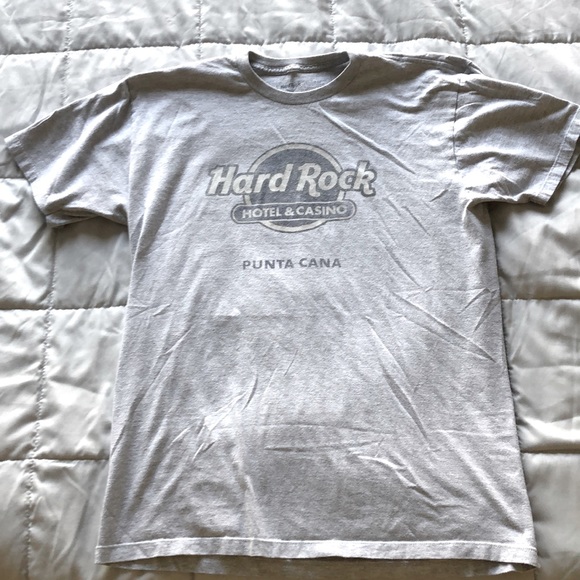 Hard Rock
HOTEL & CASINO
PUNTA CANA